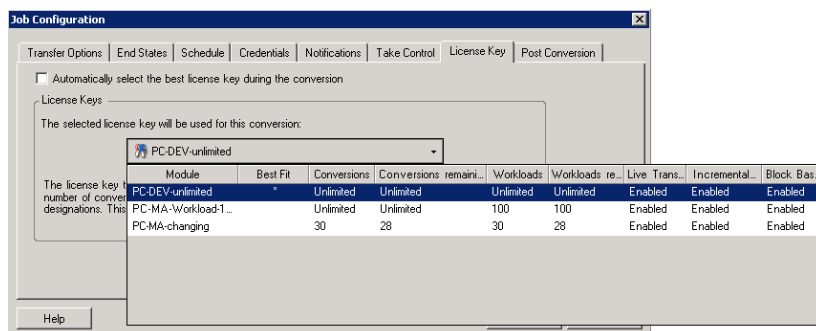 Job Configuration
Transfer Options End States Schedule Credentials Notifications Take Control License Key Post Conversion
Automatically select the best license key during the conversion
License Keys
The selected license key will be used for this conversion:
PC-DEV-unlimited
Module Best Fit Conversions Conversions remaini... Workloads Workloads re... Live Trans... Incremental... Block Bas...
PC-DEV-unlimited * Unlimited Unlimited Unlimited Unlimited Enabled Enabled Enabled
PC-MA-Workload-1... Unlimited Unlimited 100 100 Enabled Enabled Enabled
PC-MA-changing 30 28 30 28 Enabled Enabled Enabled
The license key
number of
designations. This
Help